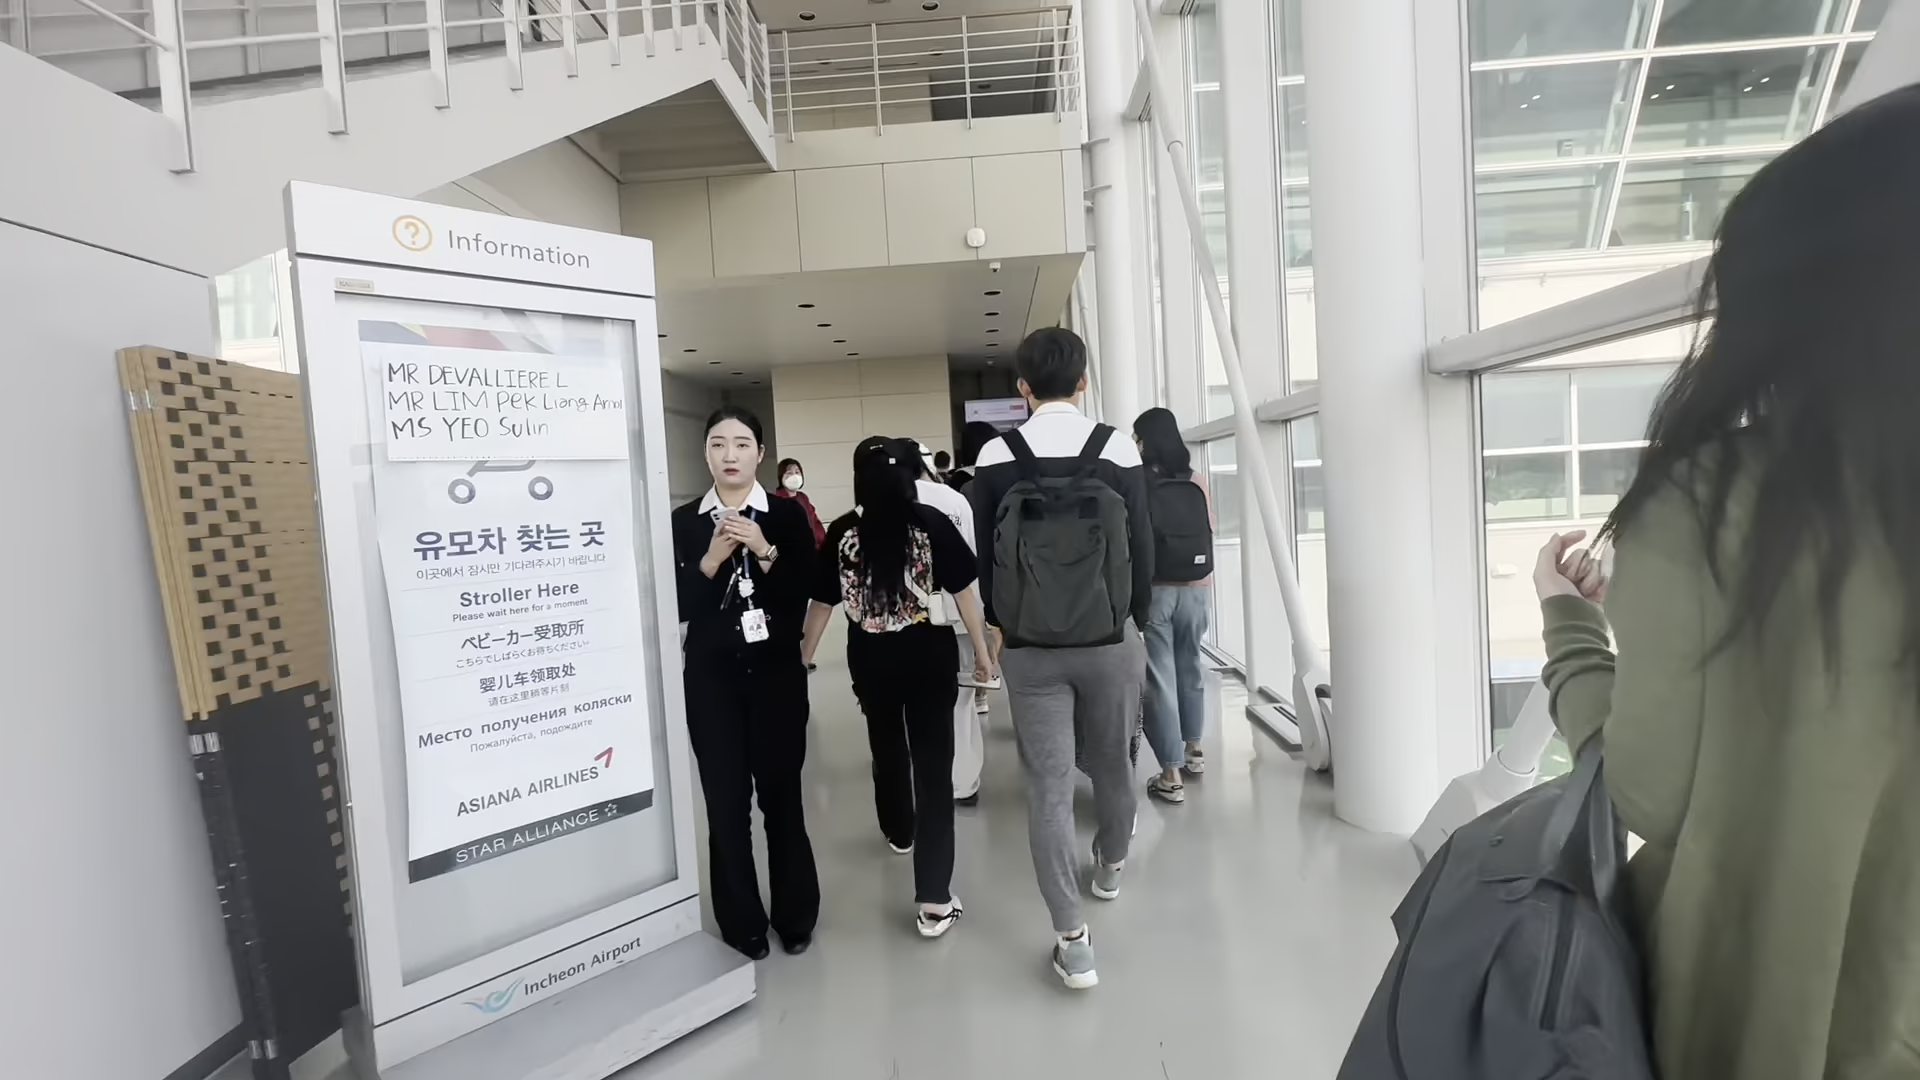 Information
MR DEVALLIERE L
MR LIM Pek Liang Arnol
MS YEO Sulin
유모차 찾는 곳
이곳에서 잠시만 기다려주시기 바랍니다
Stroller Here
Please wait here for a moment
ベビーカー受取所
こちらでしばらくお待ちください
婴儿车领取处
请在这里稍等片刻
Место получения коляски
Пожалуйста, подождите
ASIANA AIRLINES
STAR ALLIANCE
Incheon Airport